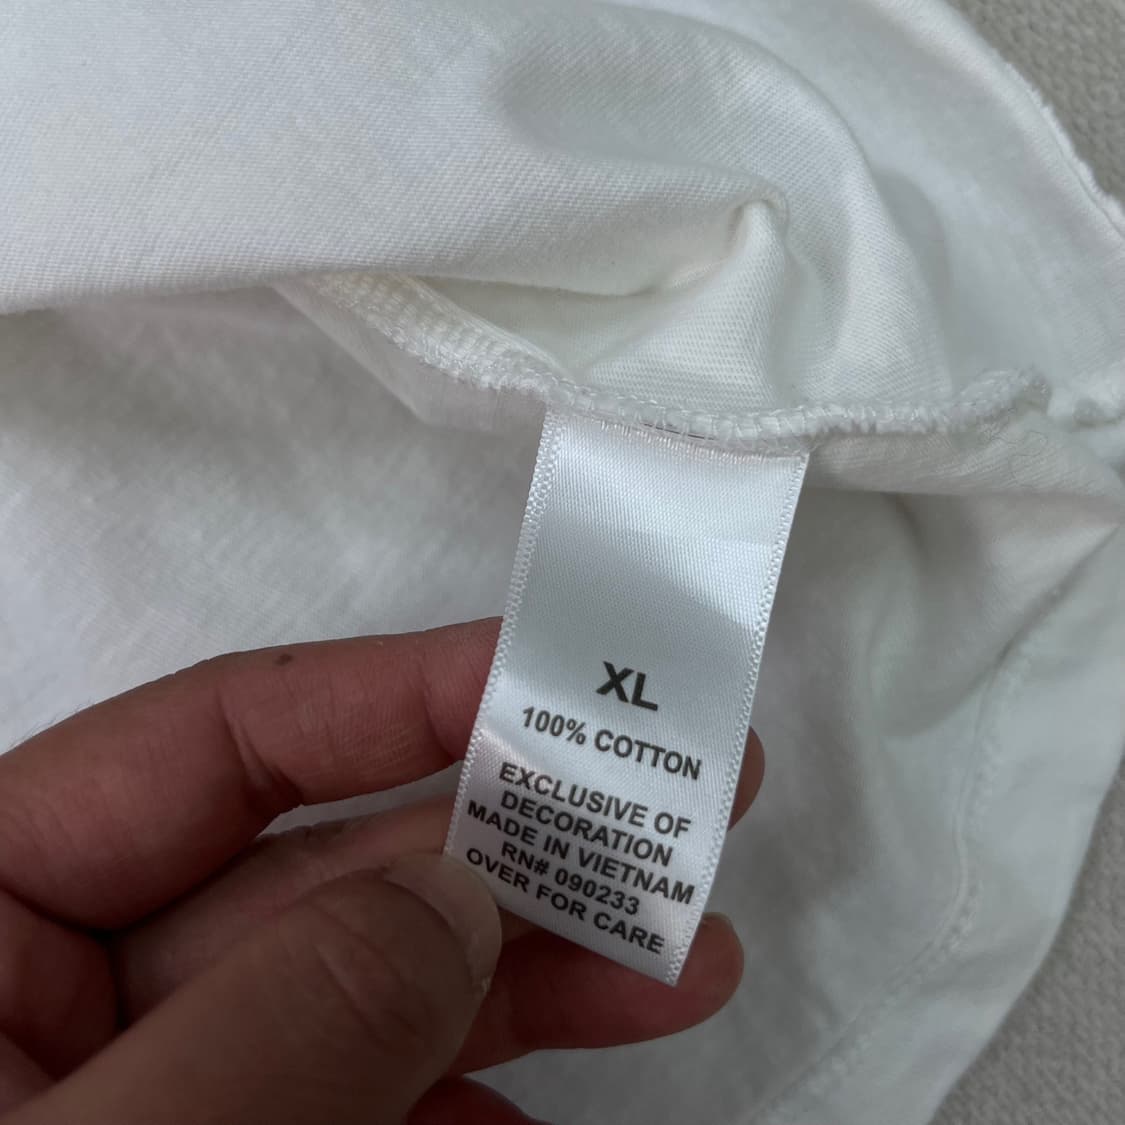 XL
100% COTTON
EXCLUSIVE OF
DECORATION
MADE IN VIETNAM
RN# 090233
OVER FOR CARE